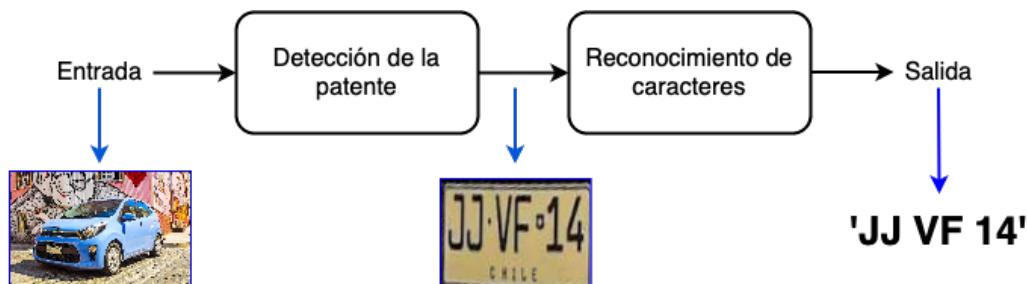 Entrada
Detección de la
patente
Reconocimiento de
caracteres
Salida
JJ·VF 14
CHILE
'JJ VF 14'